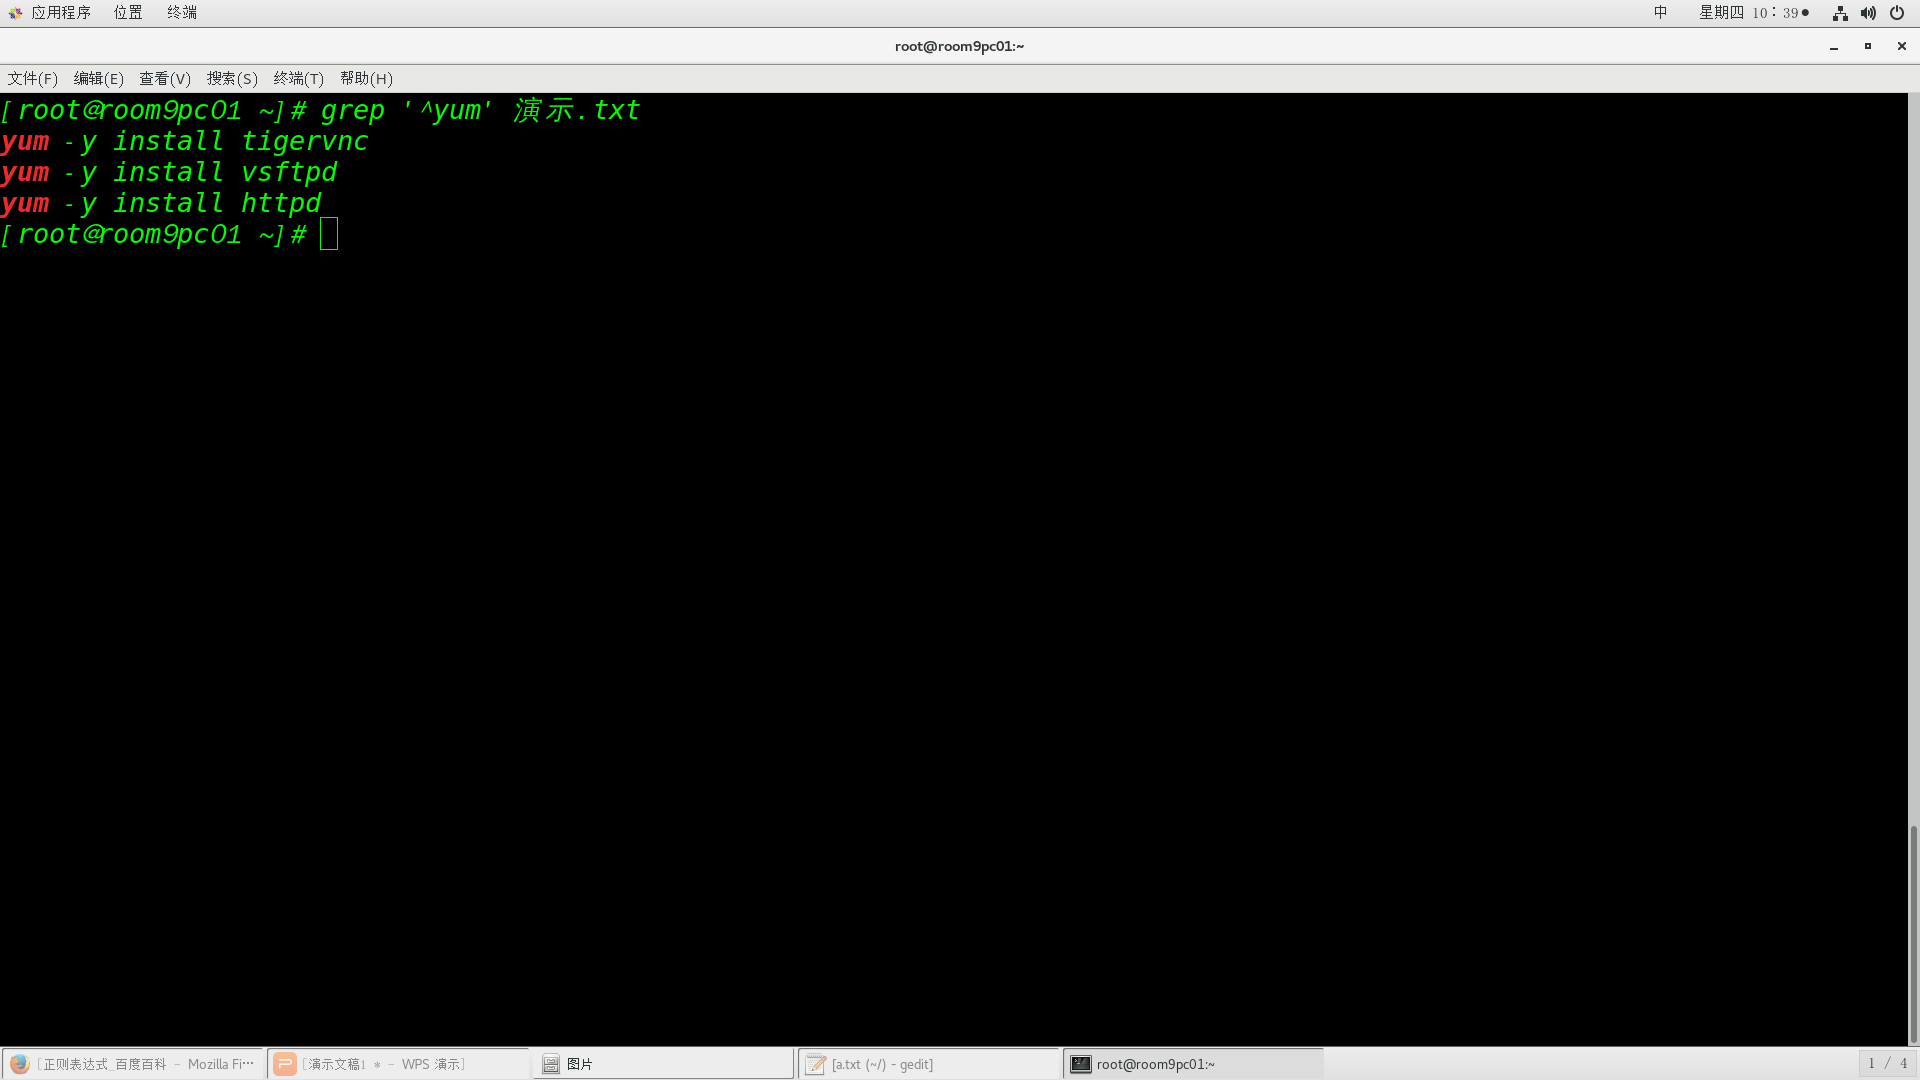 应用程序 位置 终端 中 星期四 10：39●
root@room9pc01:~
文件(F) 编辑(E) 查看(V) 搜索(S) 终端(T) 帮助(H)
[root@room9pc01 ~]# grep '^yum' 演示.txt
yum -y install tigervnc
yum -y install vsftpd
yum -y install httpd
[root@room9pc01 ~]#
[正则表达式_百度百科 – Mozilla Fi··· [演示文稿1 * – WPS 演示] 图片 [a.txt (~/) - gedit] root@room9pc01:~ 1 / 4